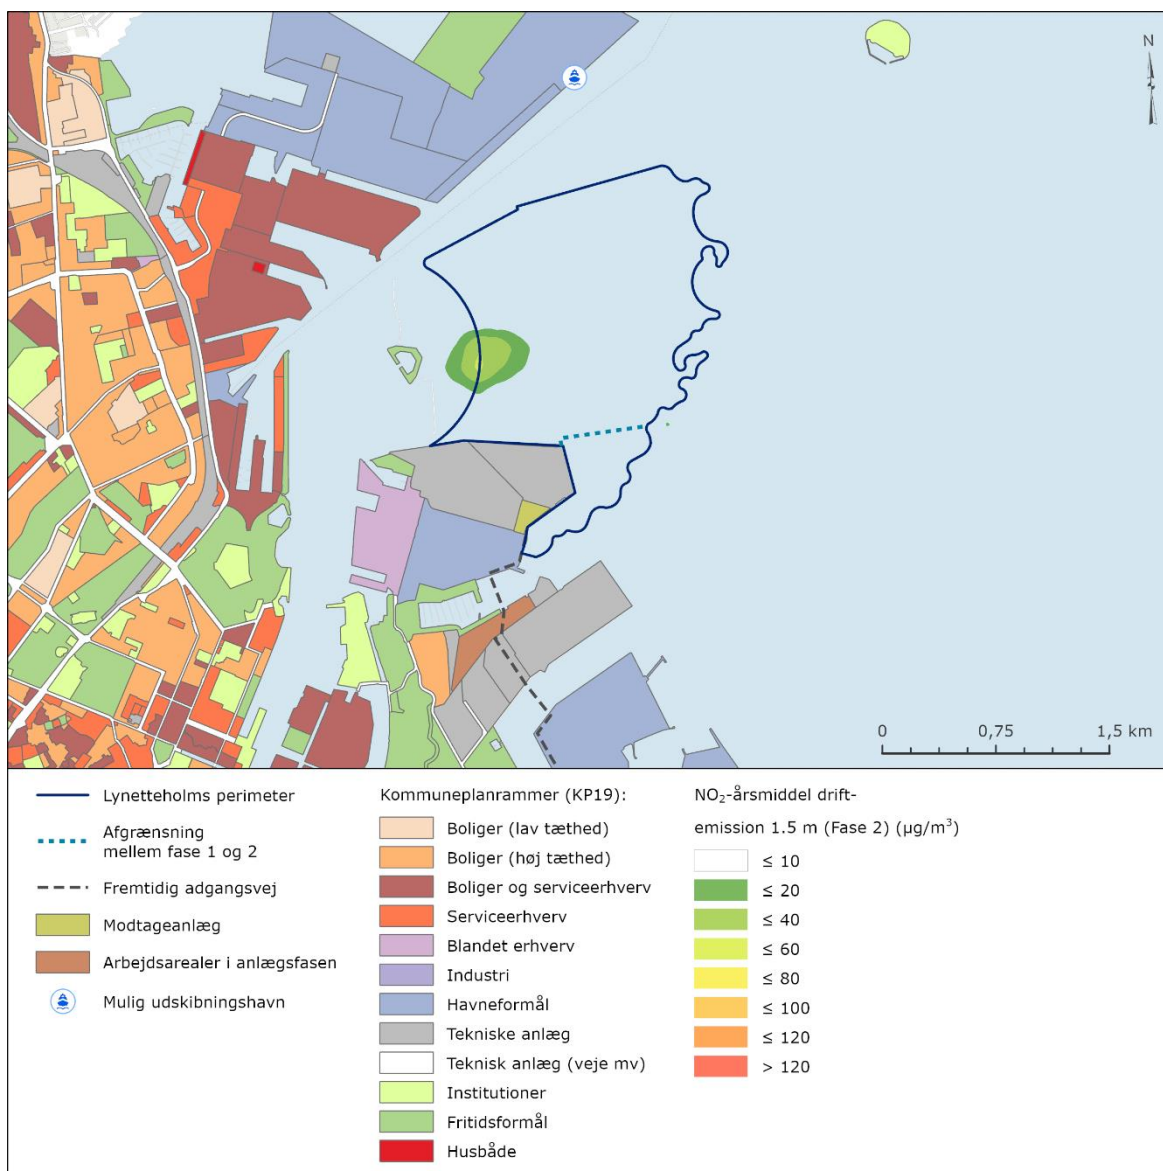 N
0 0,75 1,5 km
Lynetteholms perimeter
Afgrænsning
mellem fase 1 og 2
Fremtidig adgangsvej
Modtageanlæg
Arbejdsarealer i anlægsfasen
Mulig udskibningshavn
Kommuneplanrammer (KP19):
Boliger (lav tæthed)
Boliger (høj tæthed)
Boliger og serviceerhverv
Serviceerhverv
Blandet erhverv
Industri
Havneformål
Tekniske anlæg
Teknisk anlæg (veje mv)
Institutioner
Fritidsformål
Husbåde
NO₂-årsmiddel drift-
emission 1.5 m (Fase 2) (µg/m³)
≤ 10
≤ 20
≤ 40
≤ 60
≤ 80
≤ 100
≤ 120
> 120